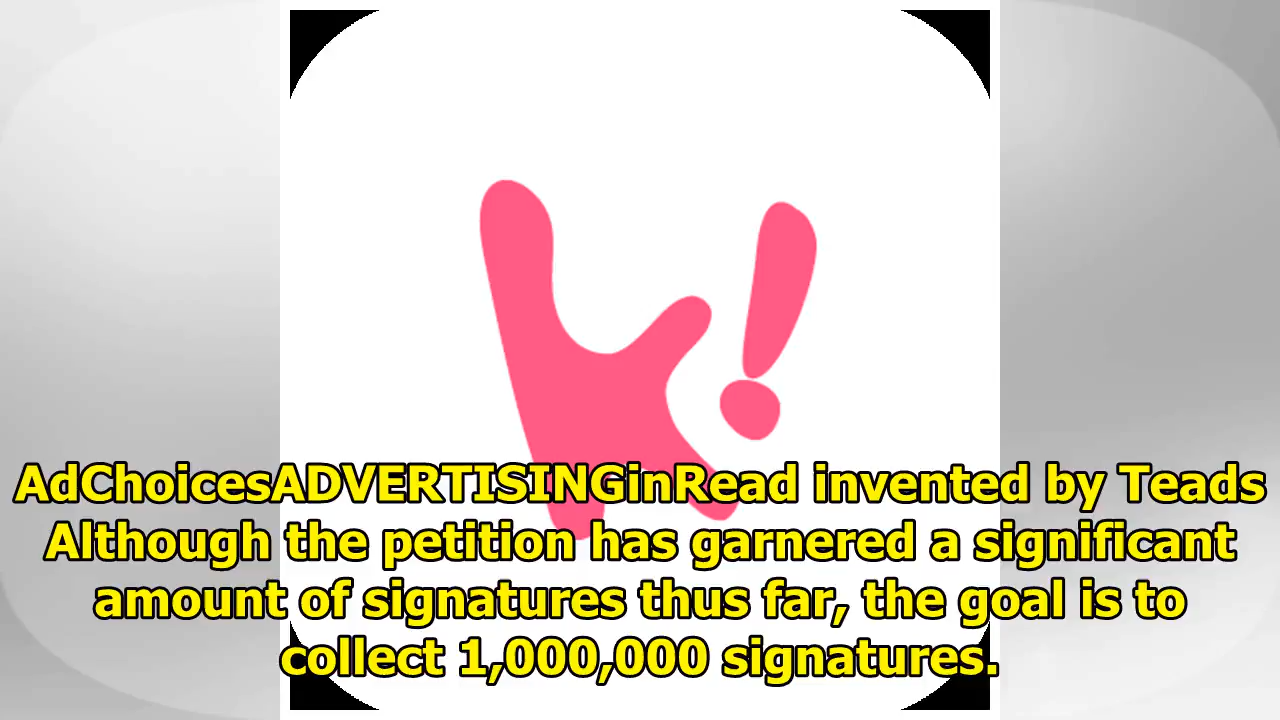 k!
AdChoicesADVERTISINGinRead invented by Teads
Although the petition has garnered a significant
amount of signatures thus far, the goal is to
collect 1,000,000 signatures.